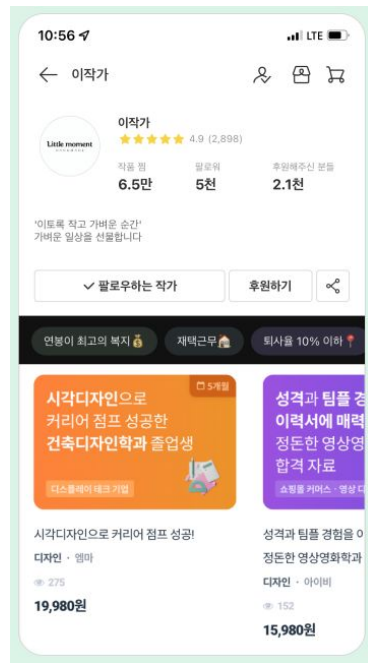 10:56
LTE
이작가
Little moment
이작가
4.9 (2,898)
작품 찜 팔로워 후원해주신 분들
6.5만 5천 2.1천
'이토록 작고 가벼운 순간'
가벼운 일상을 선물합니다
팔로우하는 작가 후원하기
연봉이 최고의 복지 재택근무 퇴사율 10% 이하
5개월
시각디자인으로
커리어 점프 성공한
건축디자인학과 졸업생
디스플레이 테크 기업
성격과 팀플 경
이력서에 매력
정돈한 영상영
합격 자료
쇼핑몰 커머스 · 영상 디
시각디자인으로 커리어 점프 성공!
디자인 · 엠마
275
19,980원
성격과 팀플 경험을 이
정돈한 영상영화학과
디자인 · 아이비
152
15,980원